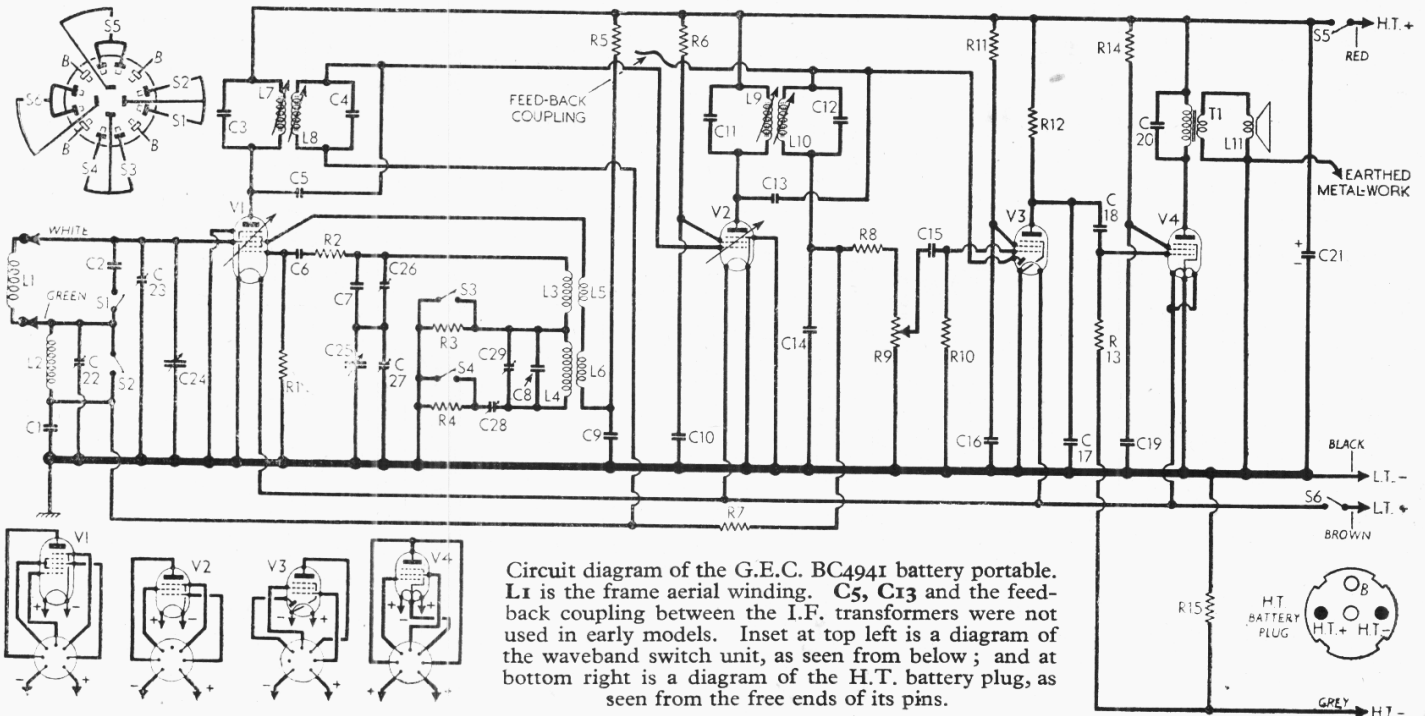 S5
B
B
S2
S6
S1
B
B
S4
S3
L7
C4
C3
L8
C5
V1
WHITE
L1
GREEN
C2
S1
C
23
L2
C
22
S2
C24
C1
C6
R2
C7
C26
C25
C
27
S3
R3
S4
R4
C29
C28
C8
L3
L5
L4
L6
C9
R5
R6
FEED-BACK
COUPLING
L9
C12
C11
L10
C13
V2
C10
C14
R8
C15
R9
R10
R7
R11
R12
V3
C16
C
17
C
18
R
13
R14
C
20
T1
L11
V4
C19
EARTHED
METAL-WORK
+
-
C21
S5
H.T. +
RED
BLACK
L.T. -
S6
L.T. +
BROWN
R15
GREY
H.T. -
V1
+
-
-
+
V2
+
-
+
-
V3
-
+
-
+
V4
+
-
+
+
-
+
H.T.
BATTERY
PLUG
B
H.T.+
H.T.-
Circuit diagram of the G.E.C. BC4941 battery portable.
L1 is the frame aerial winding. C5, C13 and the feed-
back coupling between the I.F. transformers were not
used in early models. Inset at top left is a diagram of
the waveband switch unit, as seen from below ; and at
bottom right is a diagram of the H.T. battery plug, as
seen from the free ends of its pins.